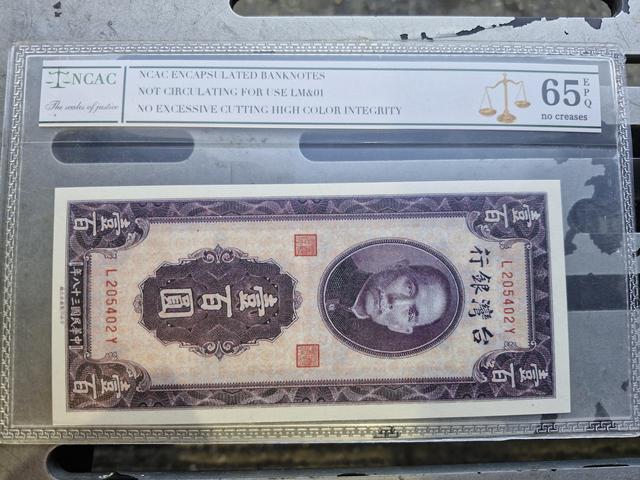 NCAC
The scales of justice
NCAC ENCAPSULATED BANKNOTES
NOT CIRCULATING FOR USE LM&01
NO EXCESSIVE CUTTING HIGH COLOR INTEGRITY
65 EPQ
no creases
壹百
壹百
台灣銀行
L205402Y
壹百圓
L205402Y
中華民國三十八年
壹百
壹百